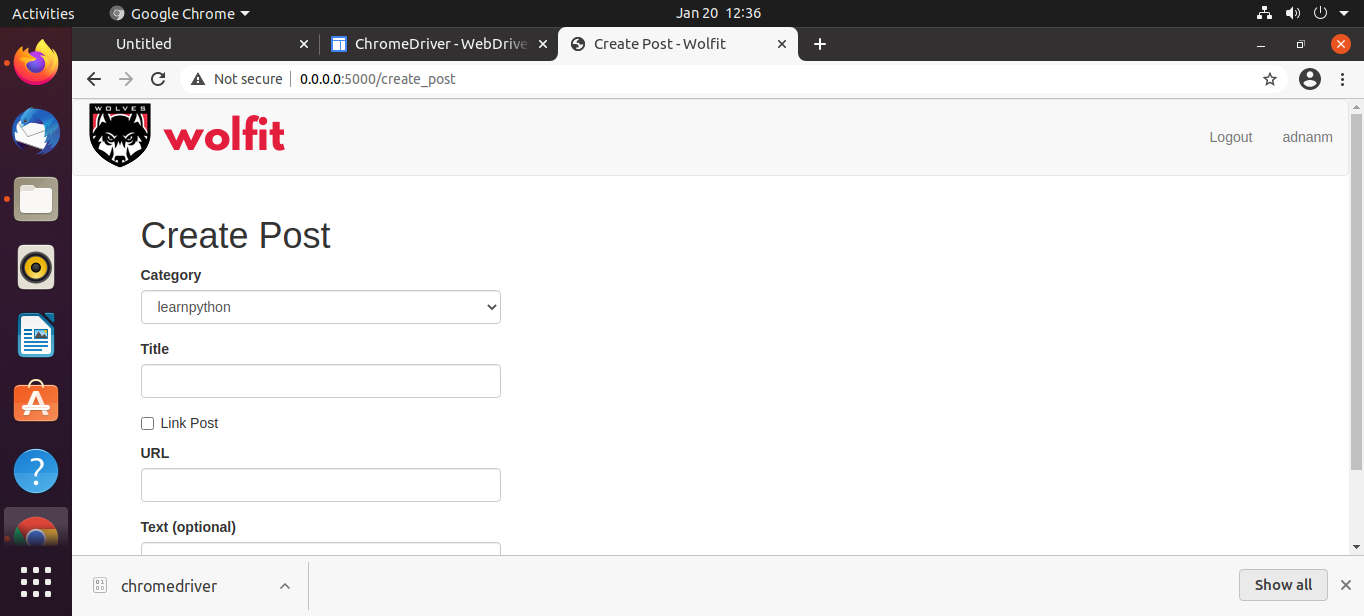 Activities Google Chrome Jan 20 12:36
Untitled ChromeDriver - WebDrive Create Post - Wolfit
Not secure 0.0.0.0:5000/create_post
WOLVES
wolfit
Logout adnanm
Create Post
Category
learnpython
Title
Link Post
URL
Text (optional)
chromedriver
Show all